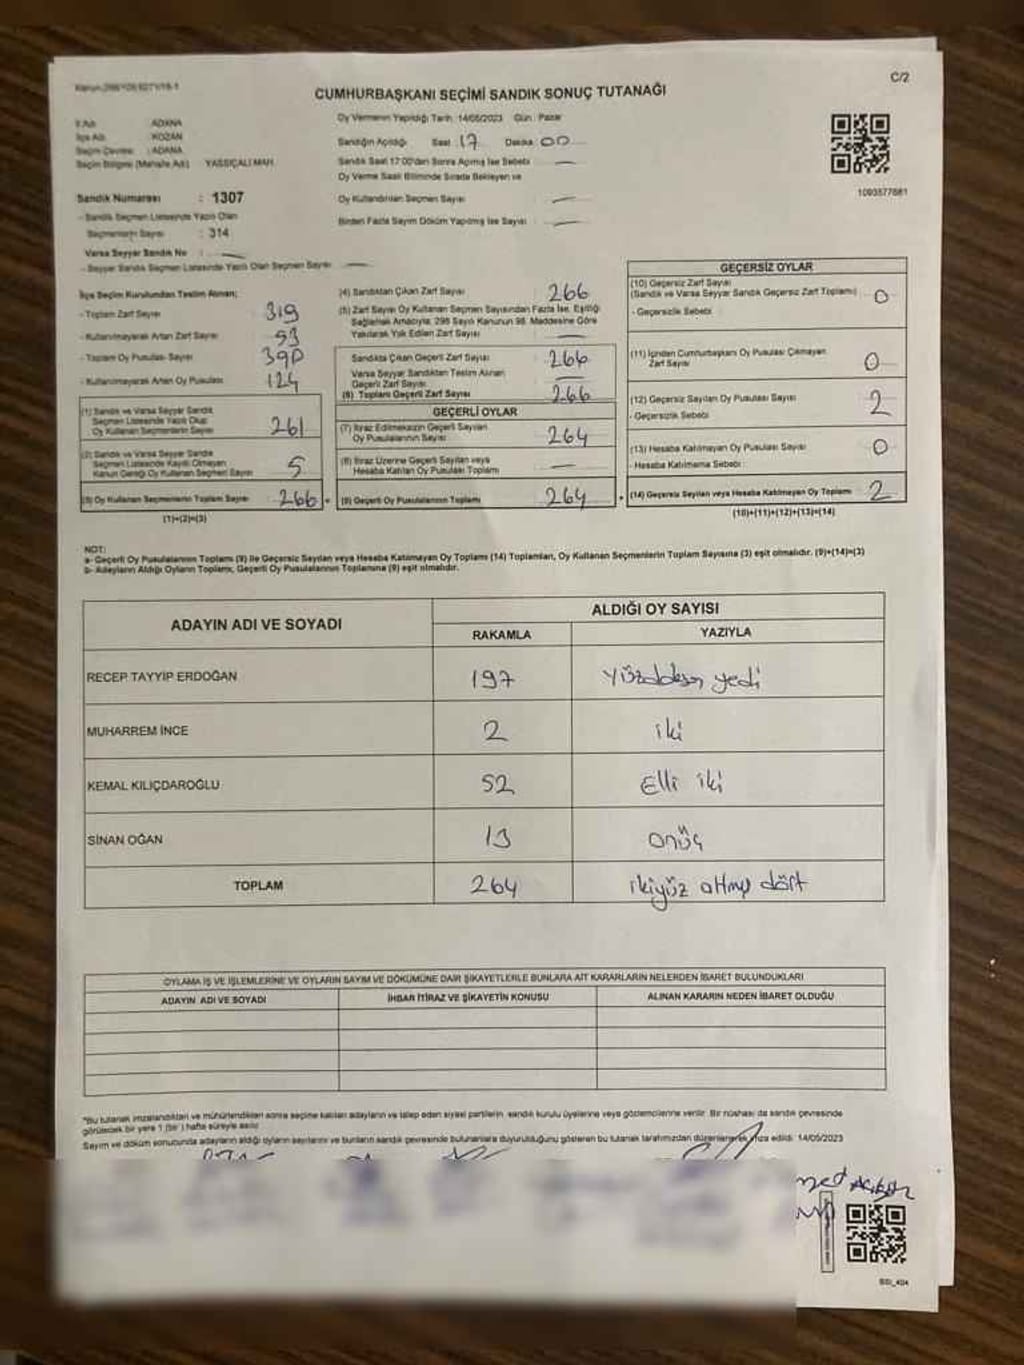 C/2
CUMHURBAŞKANI SEÇİMİ SANDIK SONUÇ TUTANAĞI
İl Adı : ADANA
İlçe Adı : KOZAN
Seçim Çevresi : ADANA
Seçim Bölgesi (Mahalle Adı) : YASSIÇALI MAH.
Sandık Numarası : 1307
- Sandık Seçmen Listesinde Yazılı Olan
Seçmenlerin Sayısı : 314
Varsa Seyyar Sandık No :
- Seyyar Sandık Seçmen Listesinde Yazılı Olan Seçmen Sayısı :
Oy Vermenin Yapıldığı Tarih: 14/05/2023 Gün: Pazar
Sandığın Açıldığı Saat : 17 Dakika : 00
Sandık Saat 17:00'den Sonra Açılmış İse Sebebi :
Oy Verme Saati Bitiminde Sırada Bekleyen ve
Oy Kullandırılan Seçmen Sayısı :
Birden Fazla Sayım Döküm Yapılmış İse Sayısı :
1093577681
İlçe Seçim Kurulundan Teslim Alınan;
- Toplam Zarf Sayısı : 319
- Kullanılmayarak Artan Zarf Sayısı : 53
- Toplam Oy Pusulası Sayısı : 390
- Kullanılmayarak Artan Oy Pusulası : 124
(1) Sandık ve Varsa Seyyar Sandık
Seçmen Listesinde Yazılı Olup
Oy Kullanan Seçmenlerin Sayısı 261
(2) Sandık ve Varsa Seyyar Sandık
Seçmen Listesinde Kayıtlı Olmayan
Kanun Gereği Oy Kullanan Seçmen Sayısı 5
(3) Oy Kullanan Seçmenlerin Toplam Sayısı 266
(1)+(2)=(3)
(4) Sandıktan Çıkan Zarf Sayısı : 266
(5) Zarf Sayısı Oy Kullanan Seçmen Sayısından Fazla İse, Eşitliği
Sağlamak Amacıyla, 298 Sayılı Kanunun 98. Maddesine Göre
Yakılarak Yok Edilen Zarf Sayısı :
Sandıkta Çıkan Geçerli Zarf Sayısı : 266
Varsa Seyyar Sandıktan Teslim Alınan
Geçerli Zarf Sayısı :
(6) Toplam Geçerli Zarf Sayısı : 266
GEÇERLİ OYLAR
(7) İtiraz Edilmeksizin Geçerli Sayılan
Oy Pusulalarının Sayısı : 264
(8) İtiraz Üzerine Geçerli Sayılan veya
Hesaba Katılan Oy Pusulası Toplamı :
(9) Geçerli Oy Pusulalarının Toplamı : 264
GEÇERSİZ OYLAR
(10) Geçersiz Zarf Sayısı
(Sandık ve Varsa Seyyar Sandık Geçersiz Zarf Toplamı) : 0
- Geçersizlik Sebebi :
(11) İçinden Cumhurbaşkanı Oy Pusulası Çıkmayan
Zarf Sayısı : 0
(12) Geçersiz Sayılan Oy Pusulası Sayısı : 2
- Geçersizlik Sebebi :
(13) Hesaba Katılmayan Oy Pusulası Sayısı : 0
- Hesaba Katılmama Sebebi :
(14) Geçersiz Sayılan veya Hesaba Katılmayan Oy Toplamı : 2
(10)+(11)+(12)+(13)=(14)
NOT:
a- Geçerli Oy Pusulalarının Toplamı (9) ile Geçersiz Sayılan veya Hesaba Katılmayan Oy Toplamı (14) Toplamları, Oy Kullanan Seçmenlerin Toplam Sayısına (3) eşit olmalıdır. (9)+(14)=(3)
b- Adayların Aldığı Oyların Toplamı, Geçerli Oy Pusulalarının Toplamına (9) eşit olmalıdır.
ADAYIN ADI VE SOYADI
ALDIĞI OY SAYISI
RAKAMLA YAZIYLA
RECEP TAYYİP ERDOĞAN 197 yüzdoksan yedi
MUHARREM İNCE 2 iki
KEMAL KILIÇDAROĞLU 52 Elli iki
SİNAN OĞAN 13 onüç
TOPLAM 264 ikiyüz altmış dört
OYLAMA İŞ VE İŞLEMLERİNE VE OYLARIN SAYIM VE DÖKÜMÜNE DAİR ŞİKAYETLERLE BUNLARA AİT KARARLARIN NELERDEN İBARET BULUNDUKLARI
ADAYIN ADI VE SOYADI
İHBAR İTİRAZ VE ŞİKAYETİN KONUSU
ALINAN KARARIN NEDEN İBARET OLDUĞU
*Bu tutanak imzalandıktan ve mühürlendikten sonra seçime katılan adayların ve talep eden siyasi partilerin, sandık kurulu üyelerine veya gözlemcilerine verilir. Bir nüshası da sandık çevresinde
görülecek bir yere 1 (bir) hafta süreyle asılır.
Sayım ve döküm sonucunda adayların aldığı oyların sayılarını ve bunların sandık çevresinde bulunanlara duyurulduğunu gösteren bu tutanak tarafımızdan düzenlenerek imza edildi. 14/05/2023